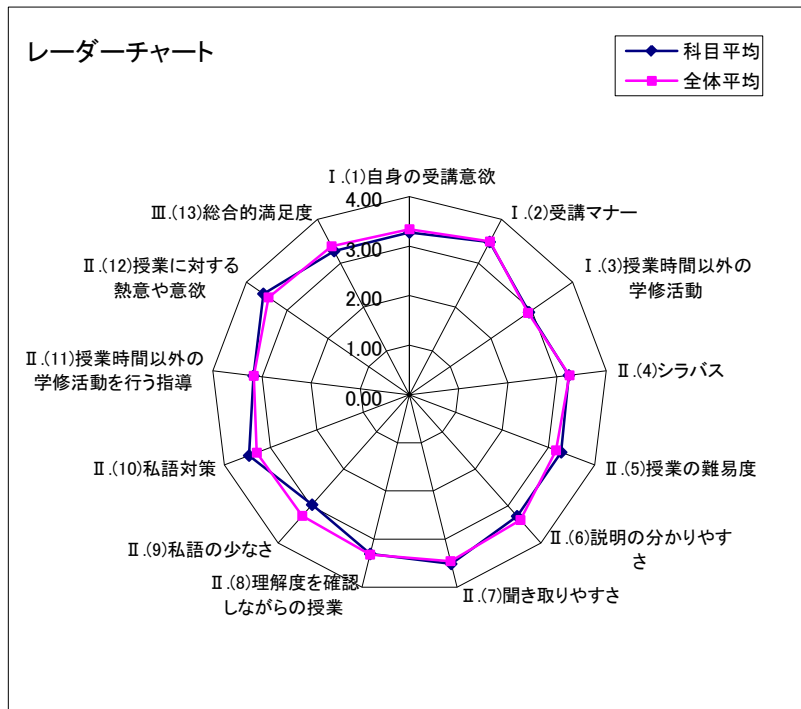 レーダーチャート
科目平均
全体平均
Ⅰ.(1)自身の受講意欲
Ⅰ.(2)受講マナー
Ⅰ.(3)授業時間以外の
学修活動
Ⅱ.(4)シラバス
Ⅱ.(5)授業の難易度
Ⅱ.(6)説明の分かりやす
さ
Ⅱ.(7)聞き取りやすさ
Ⅱ.(8)理解度を確認
しながらの授業
Ⅱ.(9)私語の少なさ
Ⅱ.(10)私語対策
Ⅱ.(11)授業時間以外の
学修活動を行う指導
Ⅱ.(12)授業に対する
熱意や意欲
Ⅲ.(13)総合的満足度
4.00
3.00
2.00
1.00
0.00